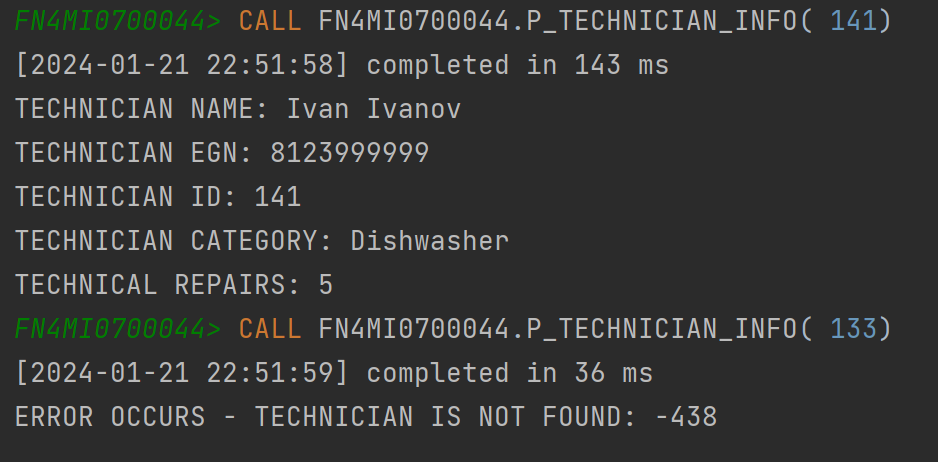 FN4MI0700044> CALL FN4MI0700044.P_TECHNICIAN_INFO( 141)
[2024-01-21 22:51:58] completed in 143 ms
TECHNICIAN NAME: Ivan Ivanov
TECHNICIAN EGN: 8123999999
TECHNICIAN ID: 141
TECHNICIAN CATEGORY: Dishwasher
TECHNICAL REPAIRS: 5
FN4MI0700044> CALL FN4MI0700044.P_TECHNICIAN_INFO( 133)
[2024-01-21 22:51:59] completed in 36 ms
ERROR OCCURS - TECHNICIAN IS NOT FOUND: -438